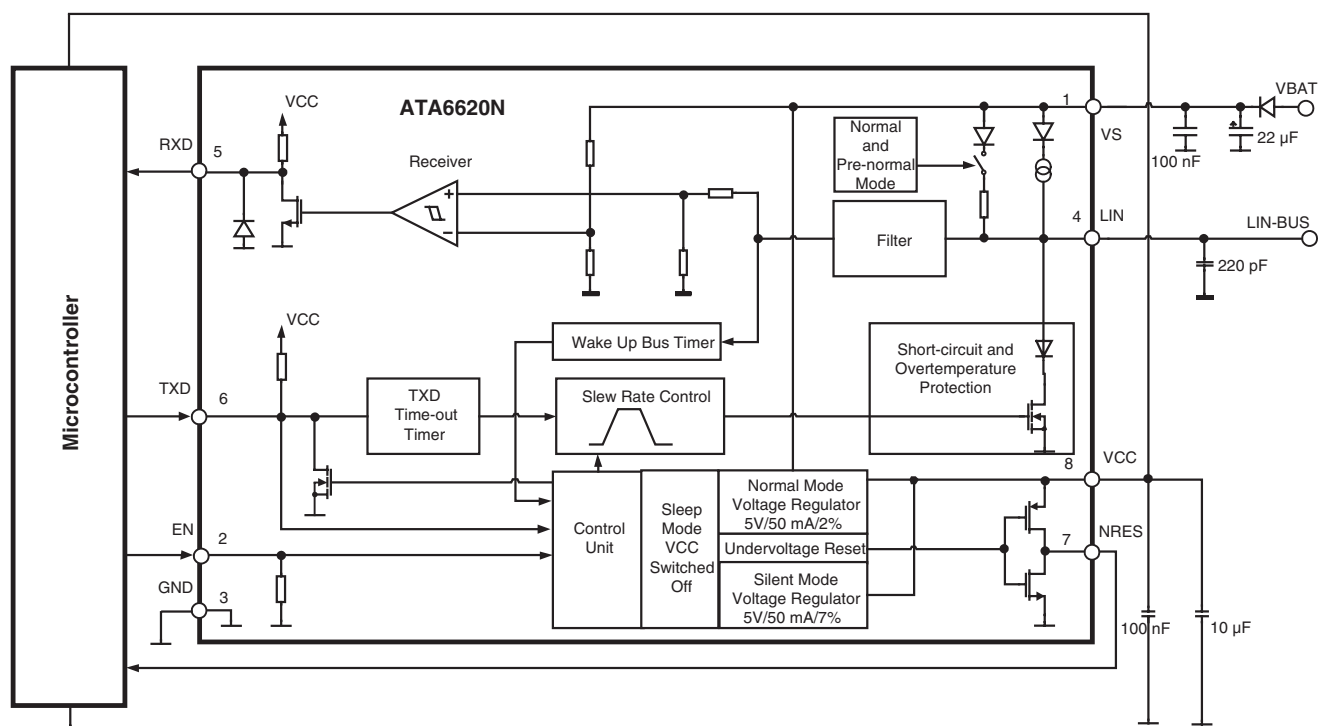 ATA6620N
VCC
RXD
5
Receiver
+
−
Normal
and
Pre-normal
Mode
1
VS
VBAT
100 nF
22 µF
4
LIN
LIN-BUS
Filter
220 pF
Microcontroller
VCC
Wake Up Bus Timer
Short-circuit and
Overtemperature
Protection
TXD
6
TXD
Time-out
Timer
Slew Rate Control
8
VCC
Control
Unit
Sleep
Mode
VCC
Switched
Off
Normal Mode
Voltage Regulator
5V/50 mA/2%
Undervoltage Reset
Silent Mode
Voltage Regulator
5V/50 mA/7%
EN
2
7
NRES
GND
3
100 nF
10 µF